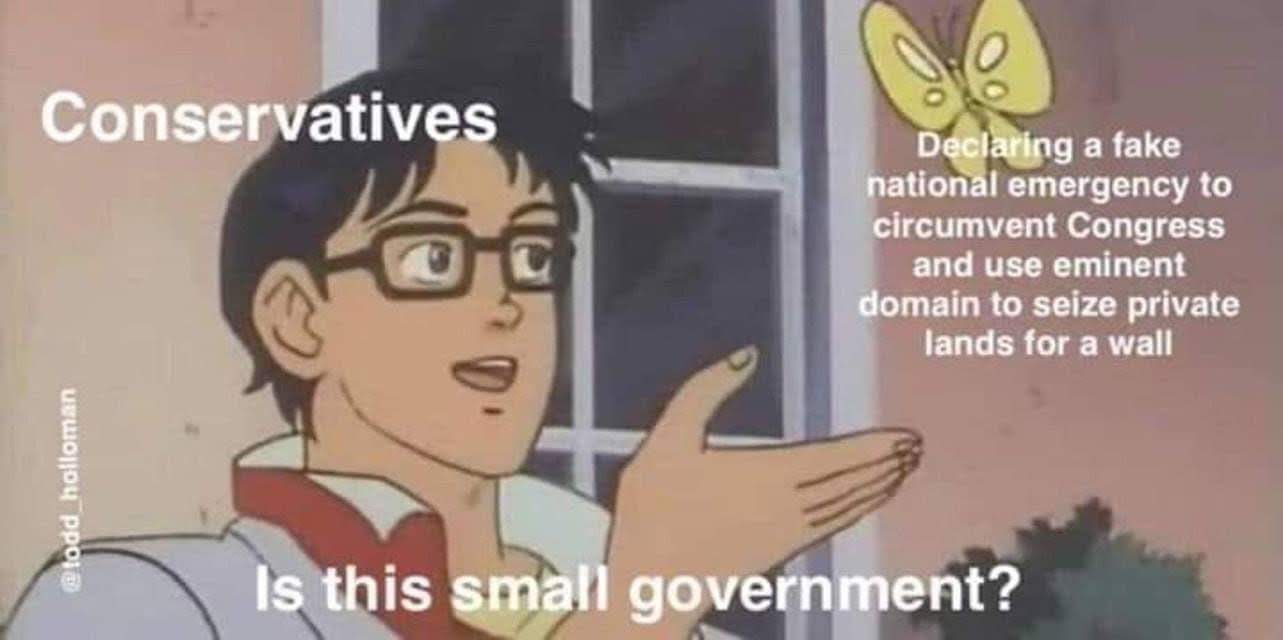 Conservatives
Declaring a fake
national emergency to
circumvent Congress
and use eminent
domain to seize private
lands for a wall
@todd_holloman
Is this small government?